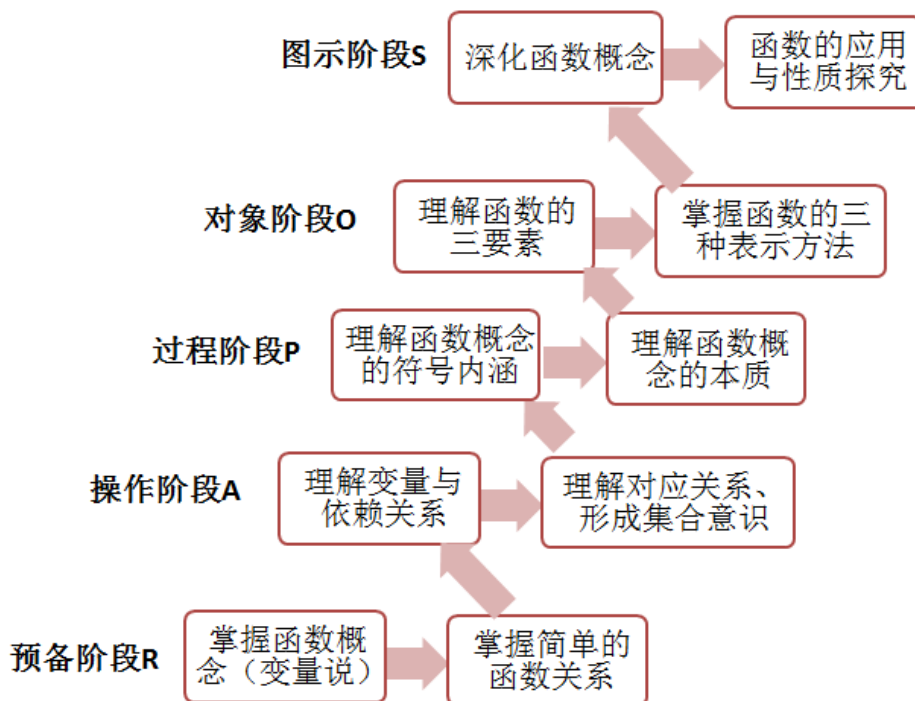 图示阶段S
深化函数概念
函数的应用
与性质探究
对象阶段O
理解函数的
三要素
掌握函数的三
种表示方法
过程阶段P
理解函数概念
的符号内涵
理解函数概
念的本质
操作阶段A
理解变量与
依赖关系
理解对应关系、
形成集合意识
预备阶段R
掌握函数概
念（变量说）
掌握简单的
函数关系